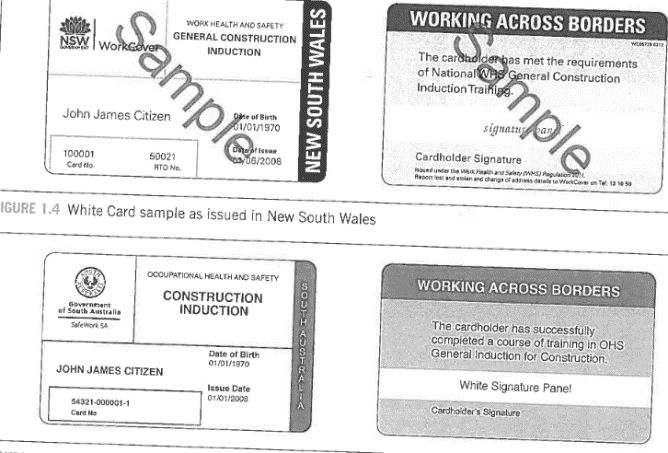 NSW
GOVERNMENT
WorkCover
WORK HEALTH AND SAFETY
GENERAL CONSTRUCTION
INDUCTION
John James Citizen
Date of Birth
01/01/1970
Date of Issue
01/06/2008
100001
Card No.
60021
RTO No.
NEW SOUTH WALES
Sample
WORKING ACROSS BORDERS
The cardholder has met the requirements
of National WHS General Construction
Induction Training.
signature panel
Cardholder Signature
Issued under the Work Health and Safety (WHS) Regulation 2011.
Report lost and stolen and change of address details to WorkCover on Tel: 13 10 50
Sample
IGURE 1.4 White Card sample as issued in New South Wales
SOUTH AUSTRALIA
Government
of South Australia
SafeWork SA
OCCUPATIONAL HEALTH AND SAFETY
CONSTRUCTION
INDUCTION
JOHN JAMES CITIZEN
Date of Birth
01/01/1970
Issue Date
01/01/2008
54321-000001-1
Card No
SOUTH AUSTRALIA
WORKING ACROSS BORDERS
The cardholder has successfully
completed a course of training in OHS
General Induction for Construction.
White Signature Panel
Cardholder's Signature